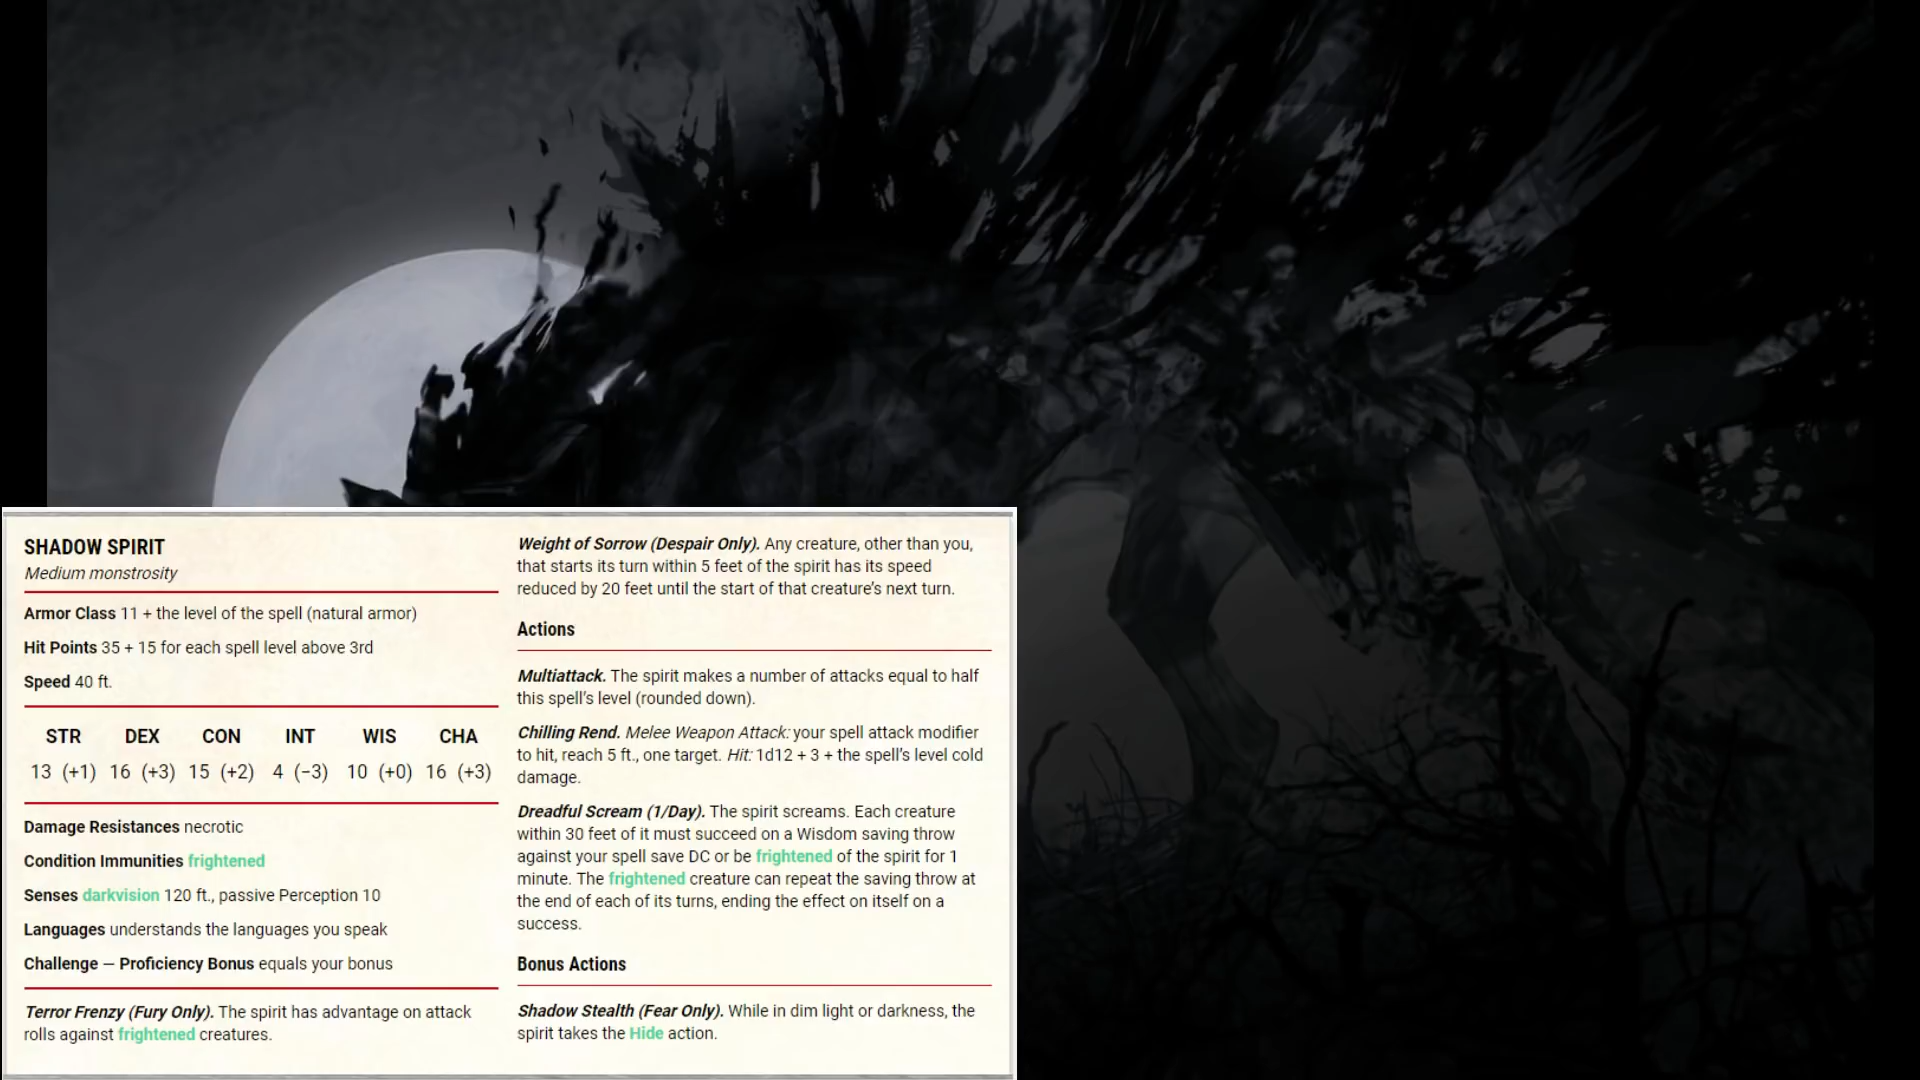 SHADOW SPIRIT
Medium monstrosity
Armor Class 11 + the level of the spell (natural armor)
Hit Points 35 + 15 for each spell level above 3rd
Speed 40 ft.
STR DEX CON INT WIS CHA
13 (+1) 16 (+3) 15 (+2) 4 (−3) 10 (+0) 16 (+3)
Damage Resistances necrotic
Condition Immunities frightened
Senses darkvision 120 ft., passive Perception 10
Languages understands the languages you speak
Challenge — Proficiency Bonus equals your bonus
Terror Frenzy (Fury Only). The spirit has advantage on attack
rolls against frightened creatures.
Weight of Sorrow (Despair Only). Any creature, other than you,
that starts its turn within 5 feet of the spirit has its speed
reduced by 20 feet until the start of that creature’s next turn.
Actions
Multiattack. The spirit makes a number of attacks equal to half
this spell’s level (rounded down).
Chilling Rend. Melee Weapon Attack: your spell attack modifier
to hit, reach 5 ft., one target. Hit: 1d12 + 3 + the spell’s level cold
damage.
Dreadful Scream (1/Day). The spirit screams. Each creature
within 30 feet of it must succeed on a Wisdom saving throw
against your spell save DC or be frightened of the spirit for 1
minute. The frightened creature can repeat the saving throw at
the end of each of its turns, ending the effect on itself on a
success.
Bonus Actions
Shadow Stealth (Fear Only). While in dim light or darkness, the
spirit takes the Hide action.